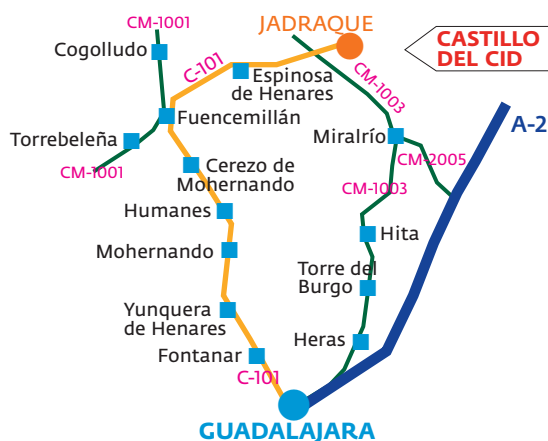 CM-1001
JADRAQUE
Cogolludo
CASTILLO
DEL CID
C-101
Espinosa
de Henares
CM-1003
Fuencemillán
A-2
Torrebeleña
Miralrío
CM-1001
Cerezo de
Mohernando
CM-2005
CM-1003
Humanes
Hita
Mohernando
Torre del
Burgo
Yunquera
de Henares
Heras
Fontanar
C-101
GUADALAJARA